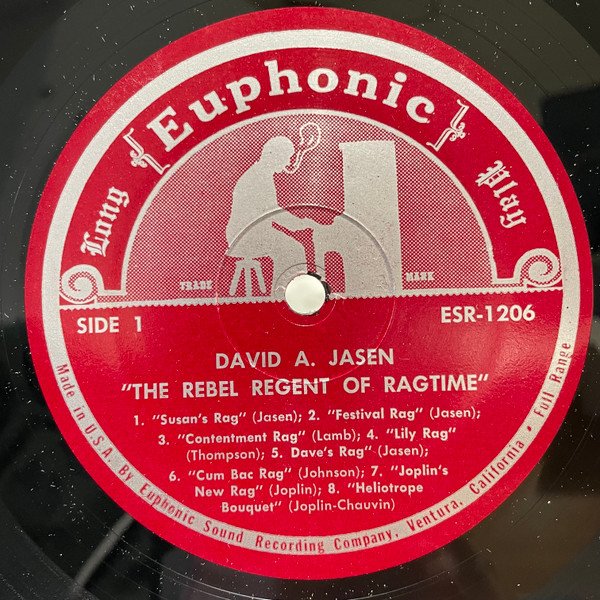 Euphonic
Long Play
TRADE MARK
SIDE 1 ESR-1206
DAVID A. JASEN
"THE REBEL REGENT OF RAGTIME"
1. "Susan's Rag" (Jasen); 2. "Festival Rag" (Jasen);
3. "Contentment Rag" (Lamb); 4. "Lily Rag"
(Thompson); 5. Dave's Rag" (Jasen);
6. "Cum Bac Rag" (Johnson); 7. "Joplin's
New Rag" (Joplin); 8. "Heliotrope
Bouquet" (Joplin-Chauvin)
Made in U.S.A. By Euphonic Sound Recording Company, Ventura, California • Full Range